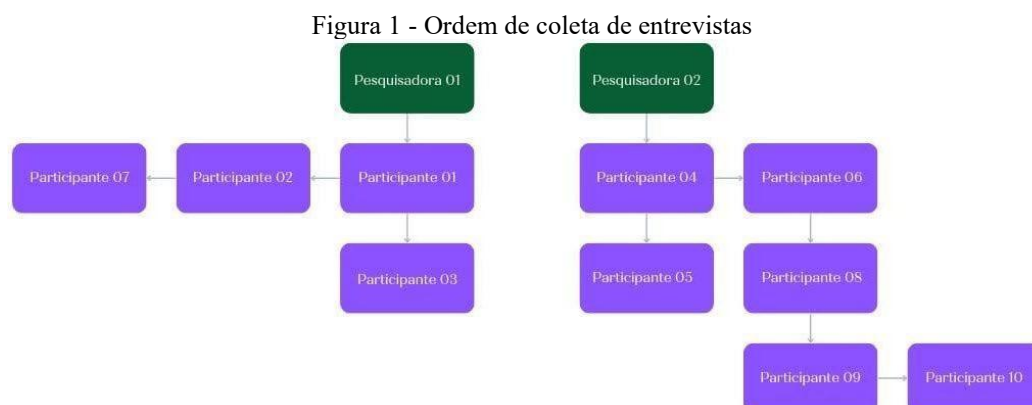 Figura 1 - Ordem de coleta de entrevistas
Pesquisadora 01
Pesquisadora 02
Participante 07
Participante 02
Participante 01
Participante 04
Participante 06
Participante 03
Participante 05
Participante 08
Participante 09
Participante 10